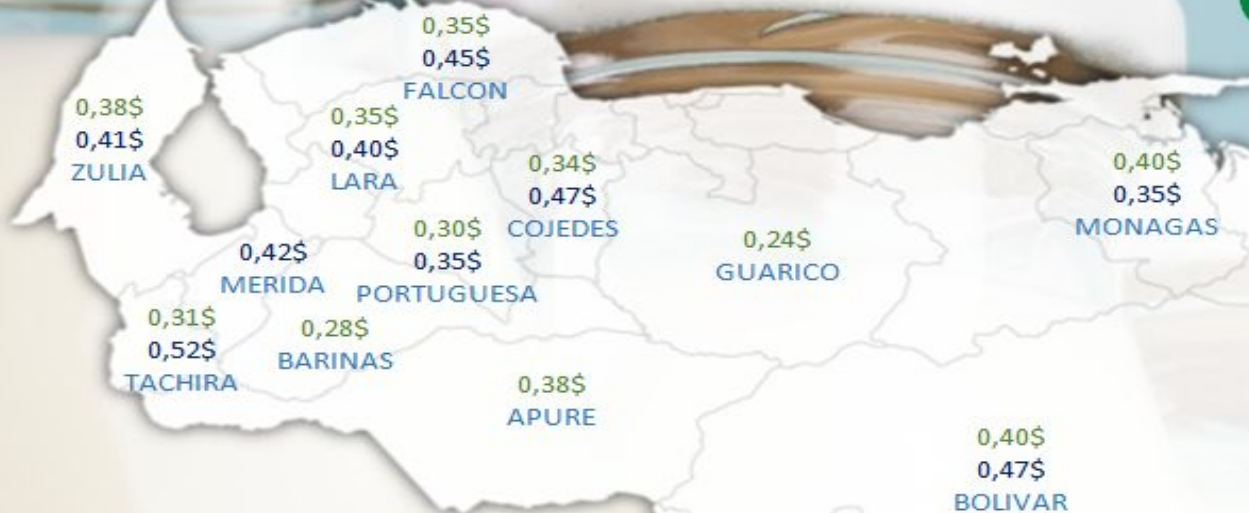 0,35$
0,45$
FALCON
0,38$
0,41$
ZULIA
0,35$
0,40$
LARA
0,34$
0,47$
COJEDES
0,40$
0,35$
MONAGAS
0,30$
0,35$
PORTUGUESA
0,24$
GUARICO
0,42$
MERIDA
0,31$
0,52$
TACHIRA
0,28$
BARINAS
0,38$
APURE
0,40$
0,47$
BOLIVAR